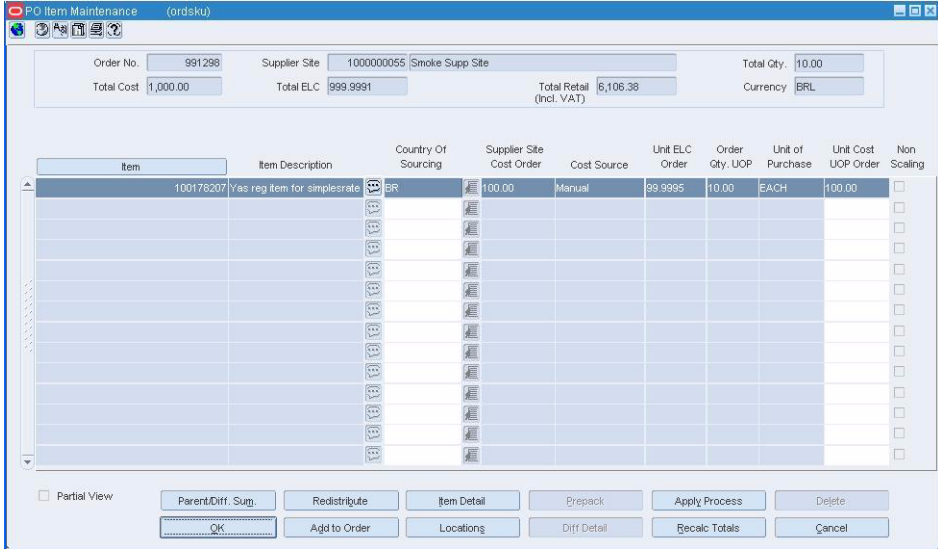 PO Item Maintenance (ordsku)
Order No. 991298 Supplier Site 1000000055 Smoke Supp Site Total Qty. 10.00
Total Cost 1,000.00 Total ELC 999.9991 Total Retail (Incl. VAT) 6,106.38 Currency BRL
Item Item Description Country Of Sourcing Supplier Site Cost Order Cost Source Unit ELC Order Order Qty. UOP Unit of Purchase Unit Cost UOP Order Non Scaling
100178207 Yas reg item for simplesrate BR 100.00 Manual 99.9995 10.00 EACH 100.00
Partial View Parent/Diff. Sum. Redistribute Item Detail Prepack Apply Process Delete
OK Add to Order Locations Diff Detail Recalc Totals Cancel